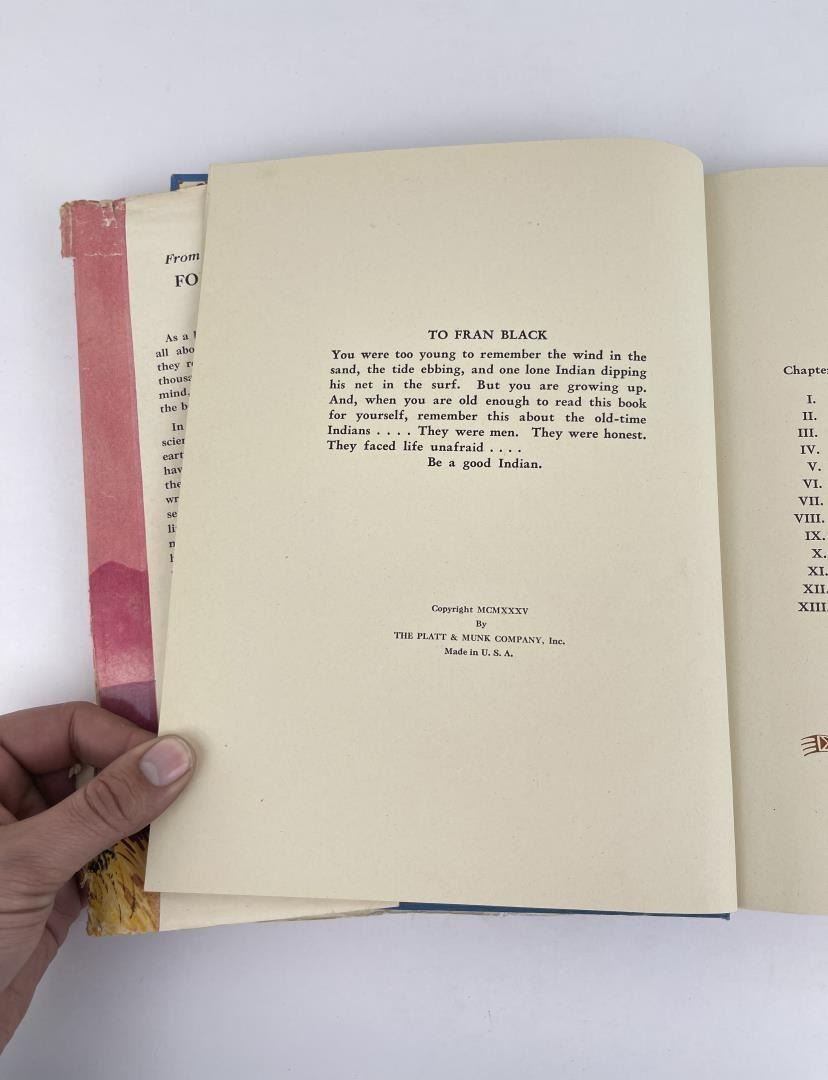 From
FO
As a
all abo
they r
thous
mind,
the b
In
scien
eart
hav
the
wr
se
li
TO FRAN BLACK
You were too young to remember the wind in the
sand, the tide ebbing, and one lone Indian dipping
his net in the surf. But you are growing up.
And, when you are old enough to read this book
for yourself, remember this about the old-time
Indians . . . . They were men. They were honest.
They faced life unafraid . . . .
Be a good Indian.
Copyright MCMXXXV
By
THE PLATT & MUNK COMPANY, Inc.
Made in U. S. A.
Chapter
I.
II.
III.
IV.
V.
VI.
VII.
VIII.
IX.
X.
XI.
XII.
XIII.